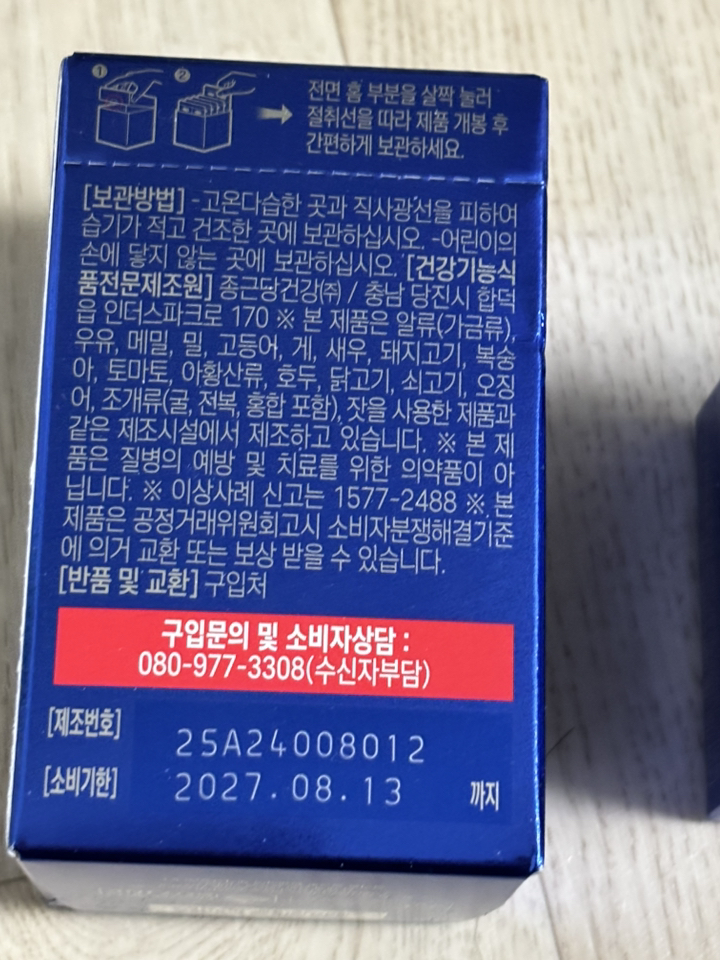 ① ②
전면 홈 부분을 살짝 눌러
절취선을 따라 제품 개봉 후
간편하게 보관하세요.
[보관방법] -고온다습한 곳과 직사광선을 피하여
습기가 적고 건조한 곳에 보관하십시오. -어린이의
손에 닿지 않는 곳에 보관하십시오. [건강기능식
품전문제조원] 종근당건강㈜ / 충남 당진시 합덕
읍 인더스파크로 170 ※ 본 제품은 알류(가금류),
우유, 메밀, 밀, 고등어, 게, 새우, 돼지고기, 복숭
아, 토마토, 아황산류, 호두, 닭고기, 쇠고기, 오징
어, 조개류(굴, 전복, 홍합 포함), 잣을 사용한 제품과
같은 제조시설에서 제조하고 있습니다. ※ 본 제
품은 질병의 예방 및 치료를 위한 의약품이 아
닙니다. ※ 이상사례 신고는 1577-2488 ※ 본
제품은 공정거래위원회고시 소비자분쟁해결기준
에 의거 교환 또는 보상 받을 수 있습니다.
[반품 및 교환] 구입처
구입문의 및 소비자상담 :
080-977-3308(수신자부담)
[제조번호] 25A24008012
[소비기한] 2027.08.13 까지